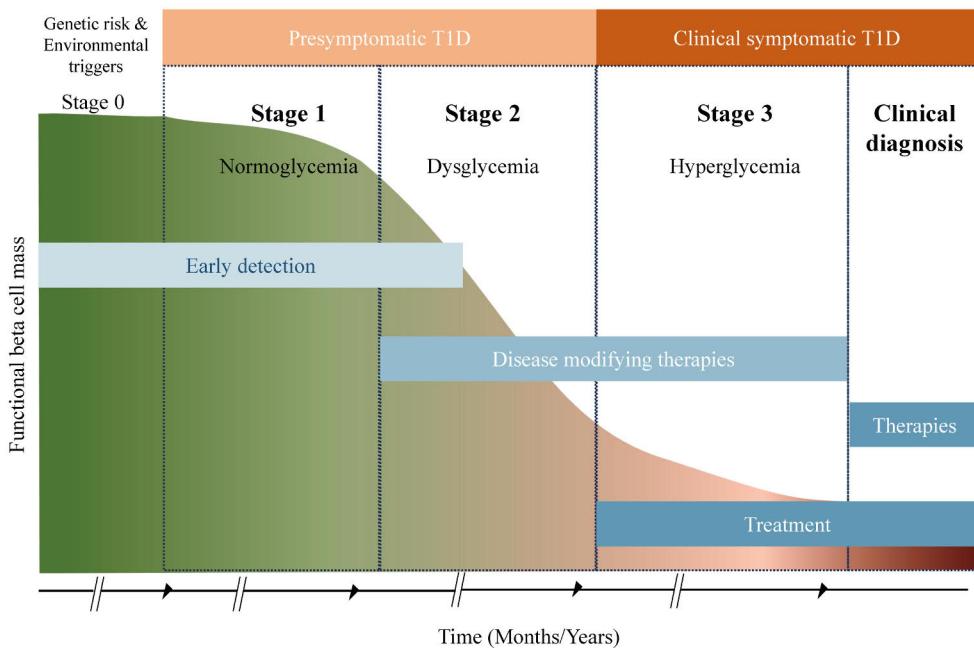 Genetic risk &
Environmental
triggers
Stage 0
Presymptomatic T1D
Clinical symptomatic T1D
Stage 1
Normoglycemia
Stage 2
Dysglycemia
Stage 3
Hyperglycemia
Clinical
diagnosis
Early detection
Disease modifying therapies
Therapies
Treatment
Functional beta cell mass
Time (Months/Years)